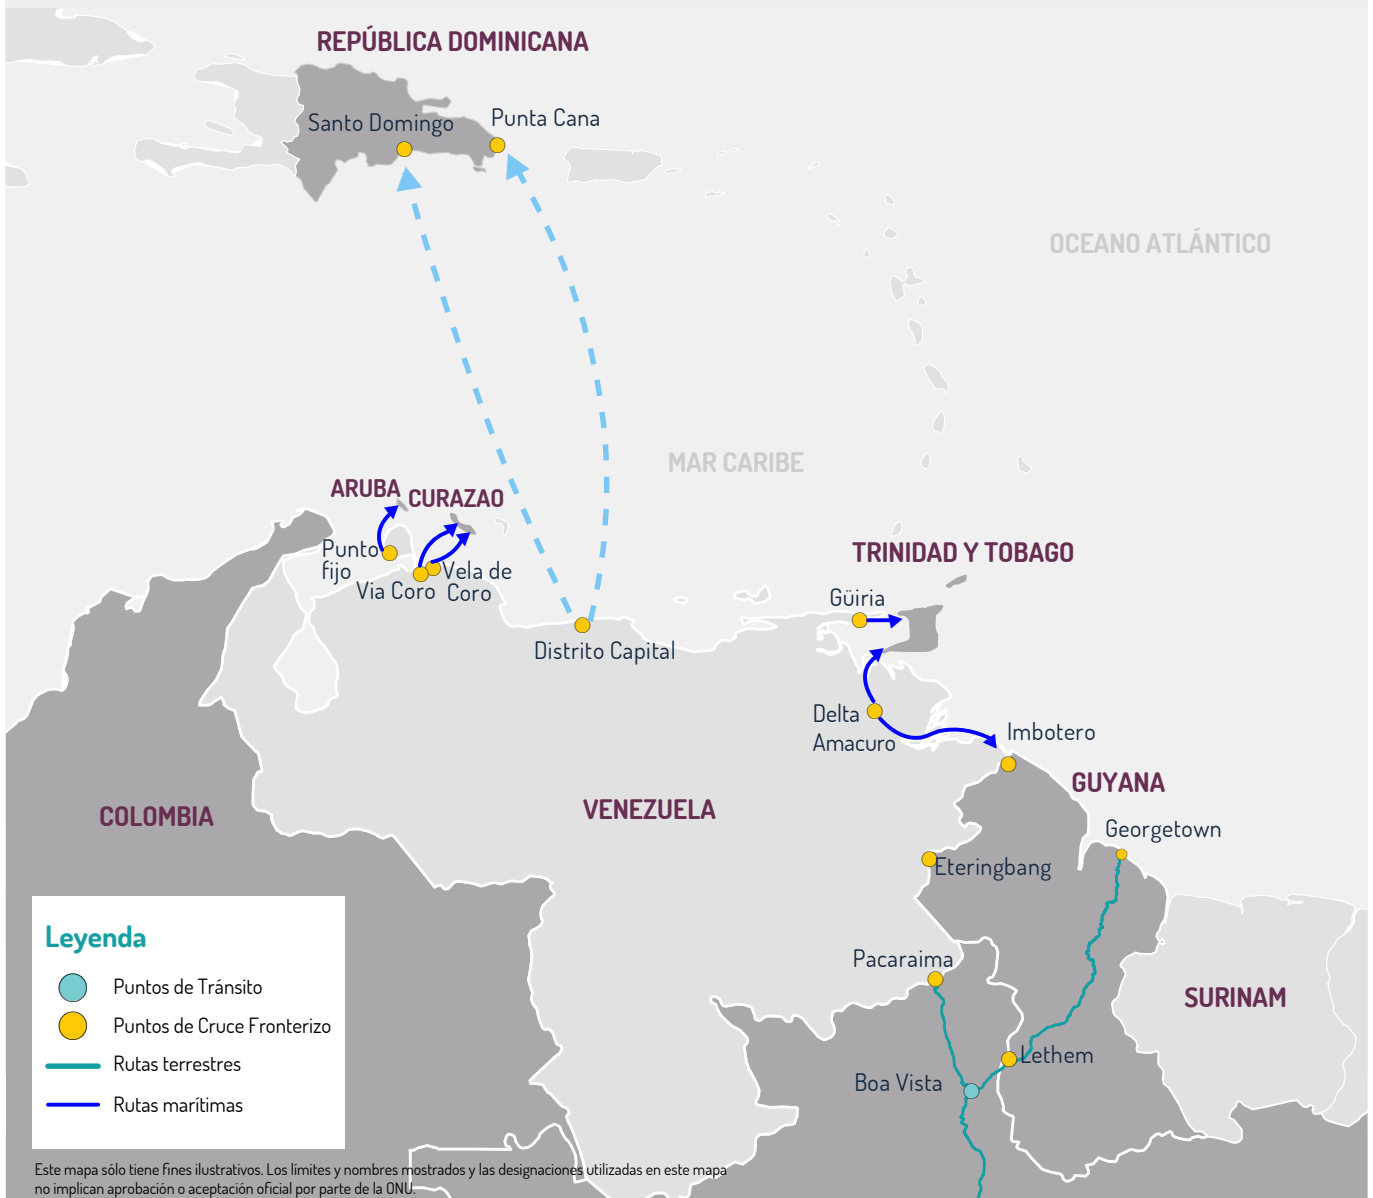 REPÚBLICA DOMINICANA
Punta Cana
Santo Domingo
OCEANO ATLÁNTICO
MAR CARIBE
ARUBA
CURAZAO
Punto
fijo
Via Coro
Vela de
Coro
TRINIDAD Y TOBAGO
Güiria
Distrito Capital
Delta
Amacuro
Imbotero
GUYANA
COLOMBIA
VENEZUELA
Georgetown
Eteringbang
Pacaraima
SURINAM
Lethem
Boa Vista
Leyenda
Puntos de Tránsito
Puntos de Cruce Fronterizo
Rutas terrestres
Rutas marítimas
Este mapa sólo tiene fines ilustrativos. Los límites y nombres mostrados y las designaciones utilizadas en este mapa
no implican aprobación o aceptación oficial por parte de la ONU.